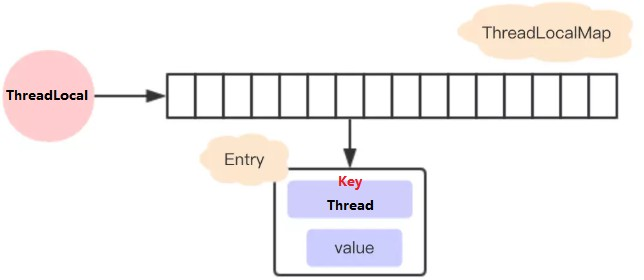 ThreadLocalMap
ThreadLocal
Entry
Key
Thread
value